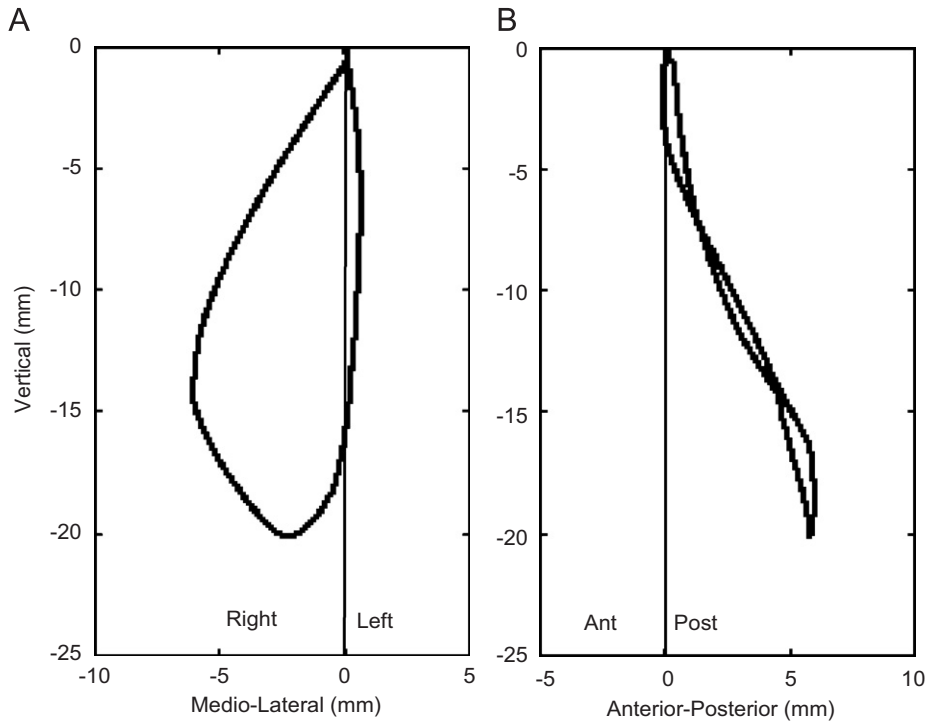 A
B
0
-5
-10
-15
-20
-25
Vertical (mm)
Right
Left
-10
-5
0
5
Medio-Lateral (mm)
0
-5
-10
-15
-20
-25
Ant
Post
-5
0
5
10
Anterior-Posterior (mm)